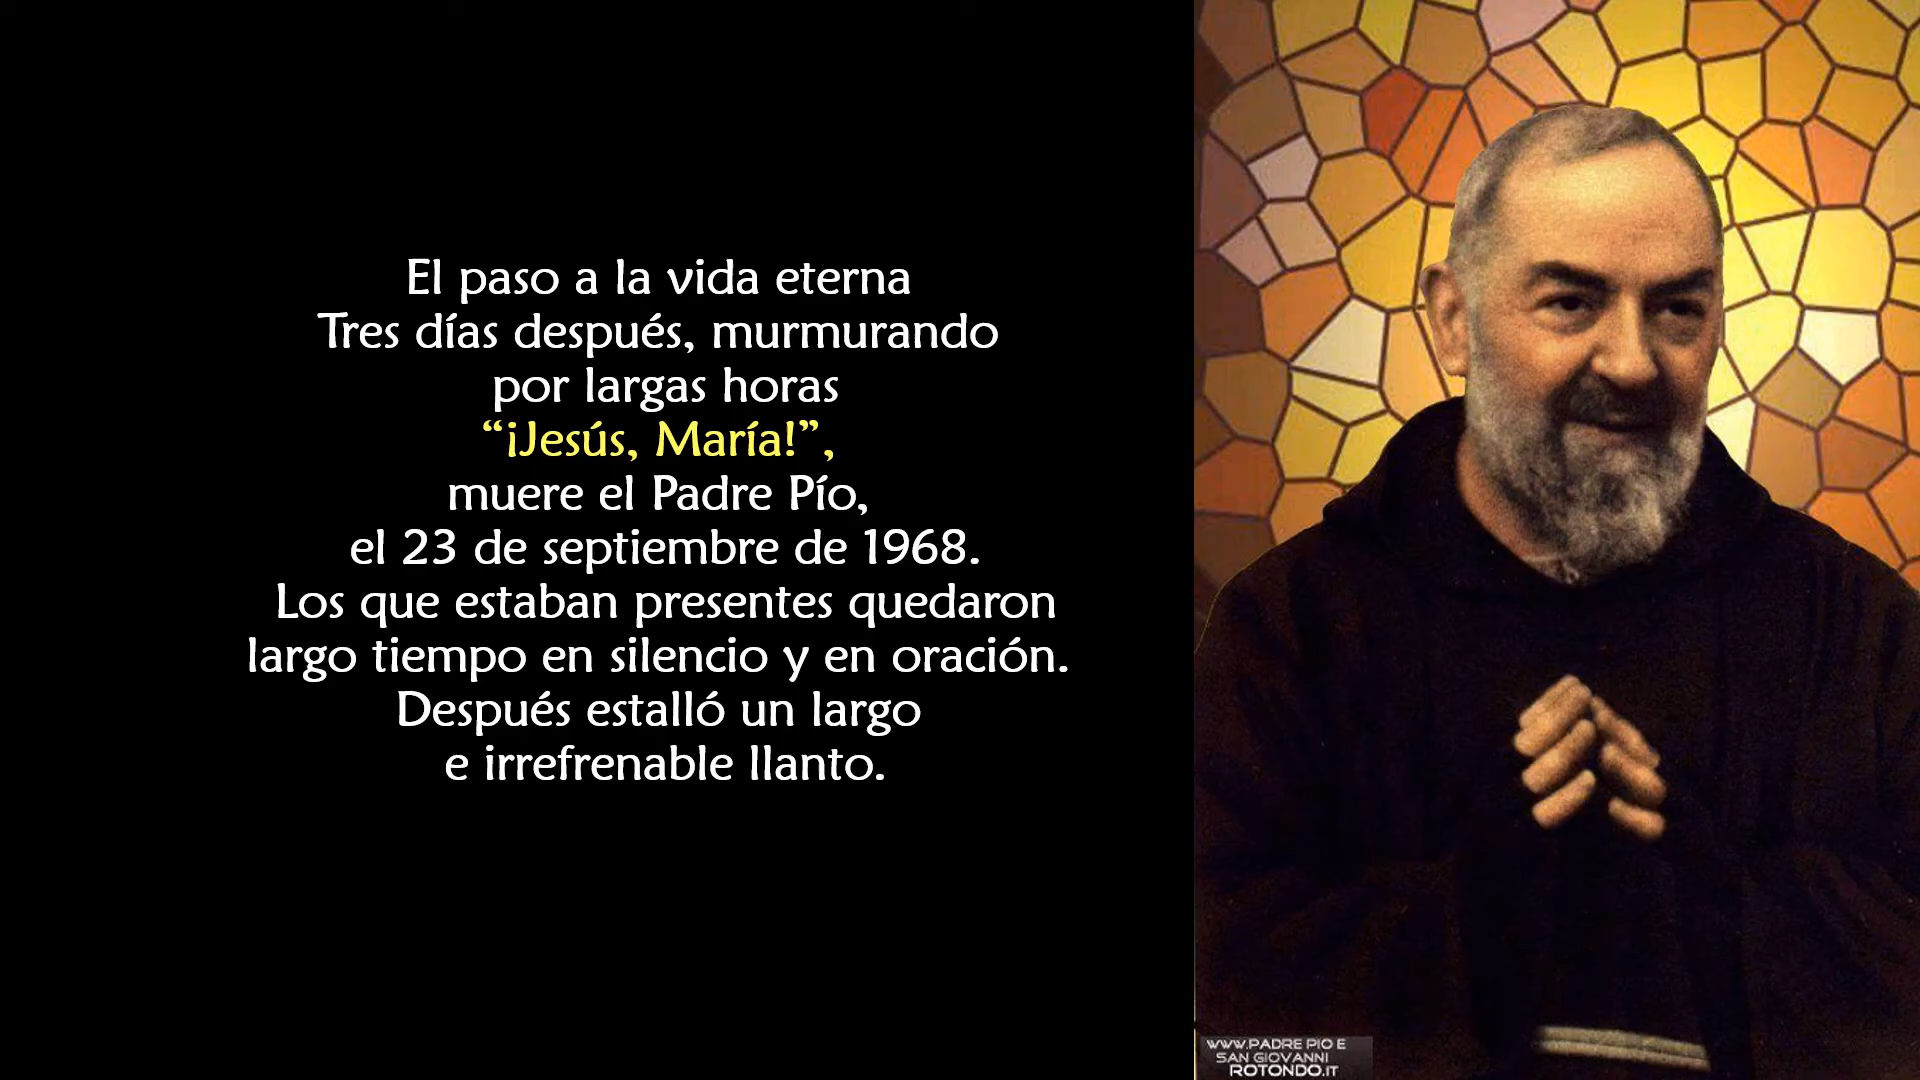 El paso a la vida eterna
Tres días después, murmurando
por largas horas
“¡Jesús, María!”,
muere el Padre Pío,
el 23 de septiembre de 1968.
Los que estaban presentes quedaron
largo tiempo en silencio y en oración.
Después estalló un largo
e irrefrenable llanto.
WWW.PADRE PIO E
SAN GIOVANNI
ROTONDO.IT